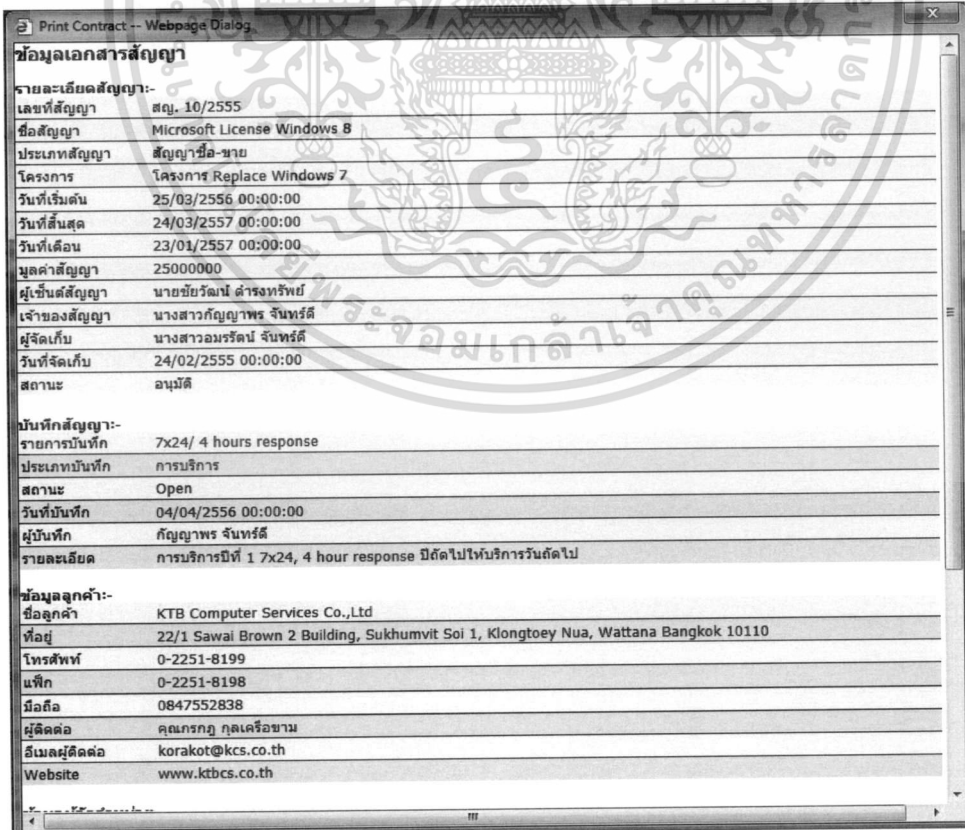 Print Contract -- Webpage Dialog
ข้อมูลเอกสารสัญญา
รายละเอียดสัญญา:-
เลขที่สัญญา สญ. 10/2555
ชื่อสัญญา Microsoft License Windows 8
ประเภทสัญญา สัญญาซื้อ-ขาย
โครงการ โครงการ Replace Windows 7
วันที่เริ่มต้น 25/03/2556 00:00:00
วันที่สิ้นสุด 24/03/2557 00:00:00
วันที่เตือน 23/01/2557 00:00:00
มูลค่าสัญญา 25000000
ผู้เซ็นต์สัญญา นายชัยวัฒน์ ดำรงทรัพย์
เจ้าของสัญญา นางสาวกัญญาพร จันทร์ดี
ผู้จัดเก็บ นางสาวอมรรัตน์ จันทร์ดี
วันที่จัดเก็บ 24/02/2555 00:00:00
สถานะ อนุมัติ
บันทึกสัญญา:-
รายการบันทึก 7x24/ 4 hours response
ประเภทบันทึก การบริการ
สถานะ Open
วันที่บันทึก 04/04/2556 00:00:00
ผู้บันทึก กัญญาพร จันทร์ดี
รายละเอียด การบริการปีที่ 1 7x24, 4 hour response ปีถัดไปให้บริการวันถัดไป
ข้อมูลลูกค้า:-
ชื่อลูกค้า KTB Computer Services Co.,Ltd
ที่อยู่ 22/1 Sawai Brown 2 Building, Sukhumvit Soi 1, Klongtoey Nua, Wattana Bangkok 10110
โทรศัพท์ 0-2251-8199
แฟ็ก 0-2251-8198
มือถือ 0847552838
ผู้ติดต่อ คุณกรกฎ กุลเครือขาม
อีเมลผู้ติดต่อ korakot@kcs.co.th
Website www.ktbcs.co.th